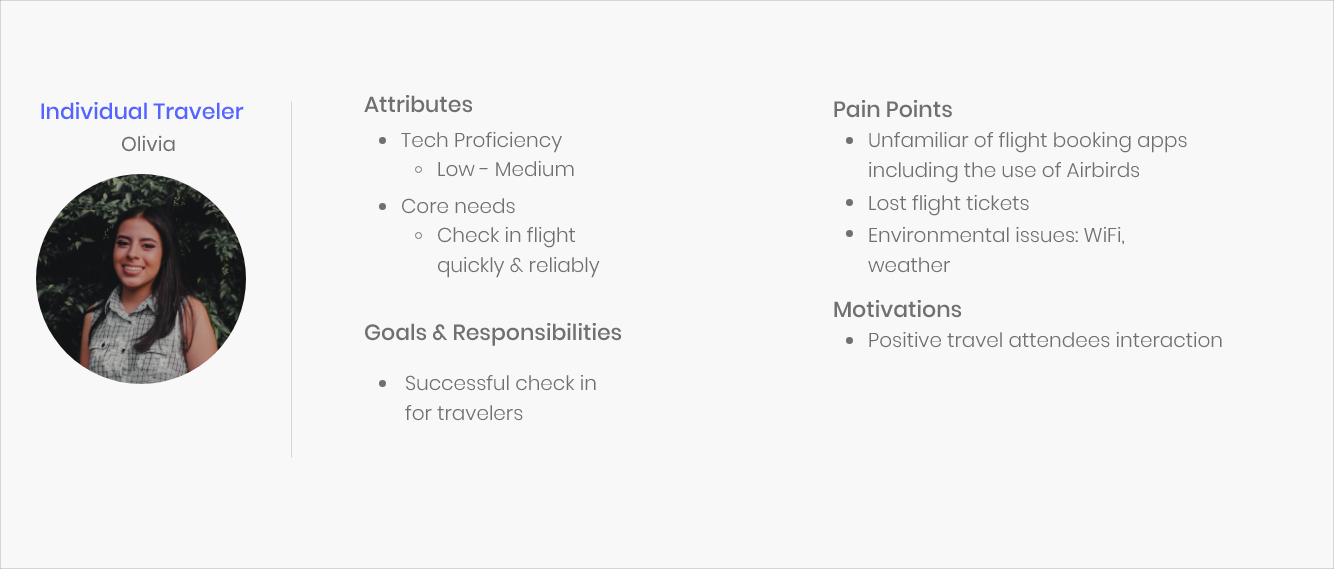 Individual Traveler
Olivia
Attributes
Tech Proficiency
Low - Medium
Core needs
Check in flight
quickly & reliably
Goals & Responsibilities
Successful check in
for travelers
Pain Points
Unfamiliar of flight booking apps
including the use of Airbirds
Lost flight tickets
Environmental issues: WiFi,
weather
Motivations
Positive travel attendees interaction